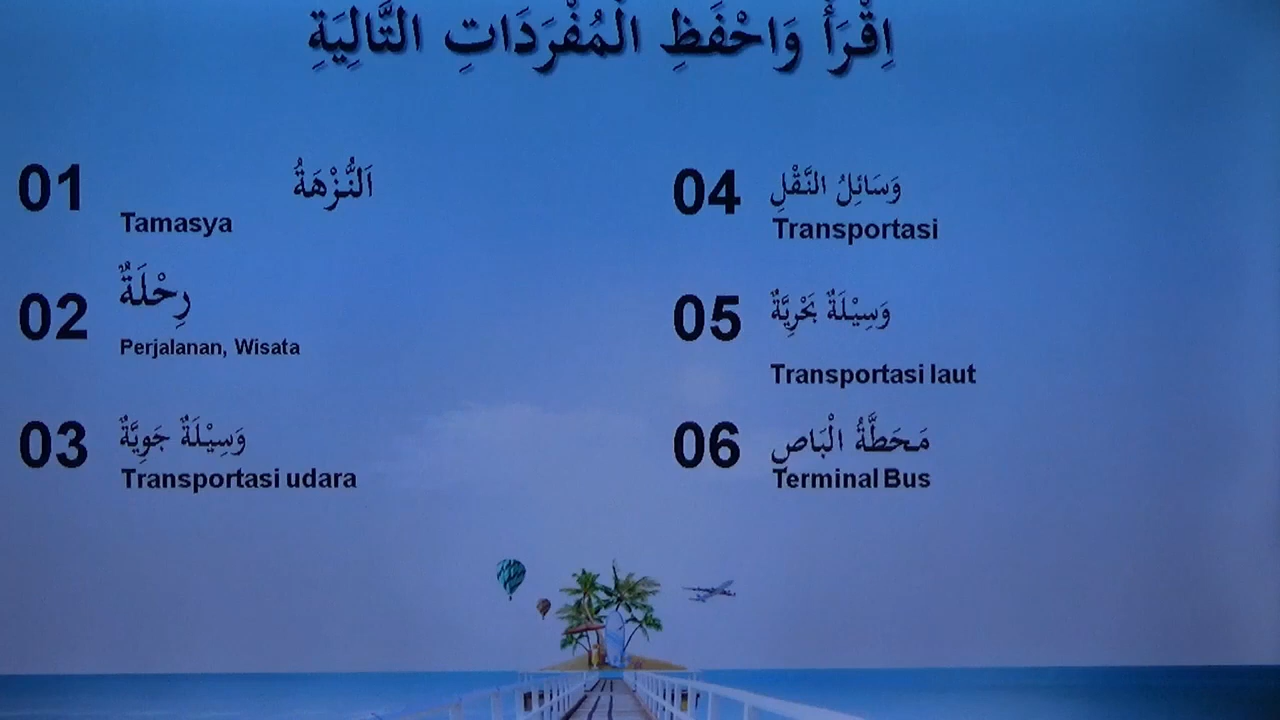 اِقْرَأْ وَاحْفَظِ الْمُفْرَدَاتِ التَّالِيَةِ
01
اَلنُّزْهَةُ
Tamasya
02
رِحْلَةٌ
Perjalanan, Wisata
03
وَسِيْلَةٌ جَوِيَّةٌ
Transportasi udara
04
وَسَائِلُ النَّقْلِ
Transportasi
05
وَسِيْلَةٌ بَحْرِيَّةٌ
Transportasi laut
06
مَحَطَّةُ الْبَاصِ
Terminal Bus